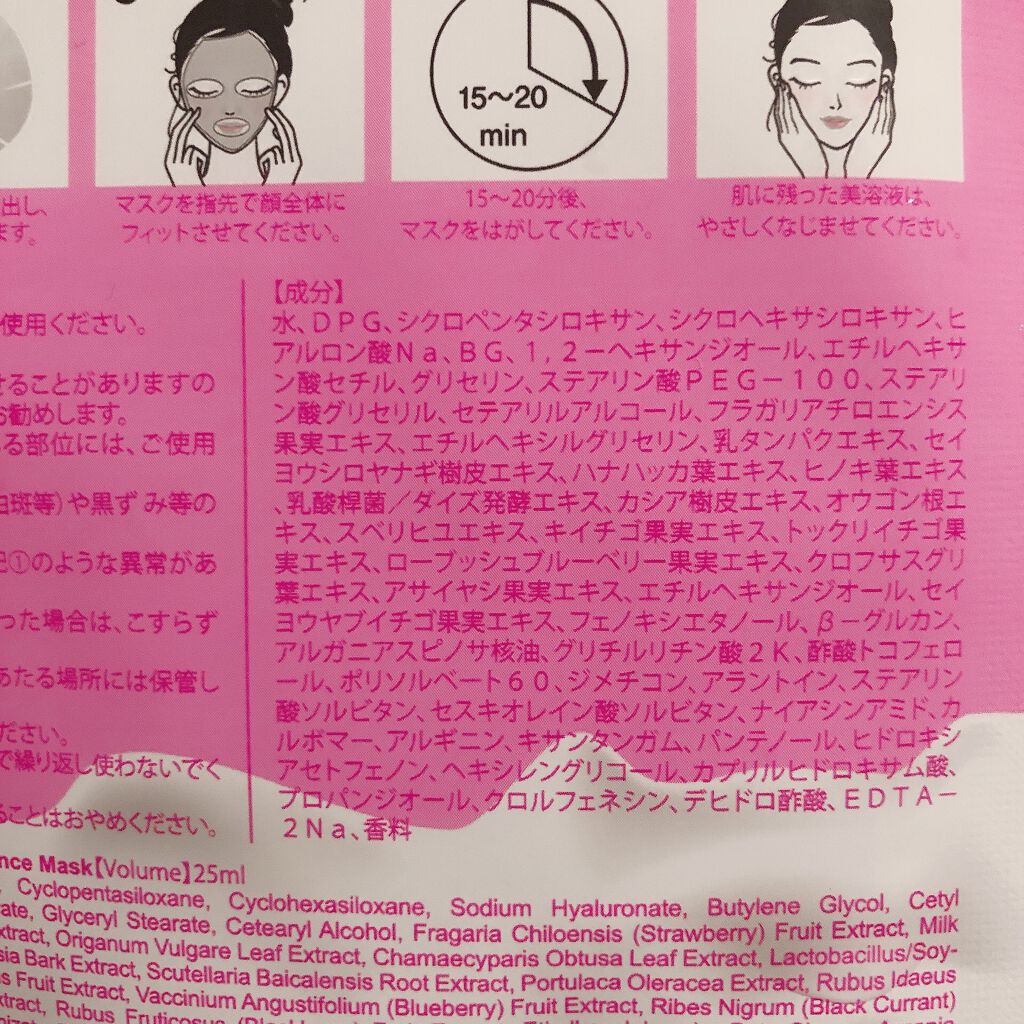 15〜20
min
出し、
ます。
マスクを指先で顔全体に
フィットさせてください。
15〜20分後、
マスクをはがしてください。
肌に残った美容液は、
やさしくなじませてください。
使用ください。
せることがありますの
お勧めします。
る部位には、ご使用
白斑等)や黒ずみ等の
記①のような異常があ
った場合は、こすらず
あたる場所には保管し
ださい。
で繰り返し使わないでく
ことはおやめください。
【成分】
水、DPG、シクロペンタシロキサン、シクロヘキサシロキサン、ヒ
アルロン酸Na、BG、1,2−ヘキサンジオール、エチルヘキサ
ン酸セチル、グリセリン、ステアリン酸PEG−100、ステアリ
ン酸グリセリル、セテアリルアルコール、フラガリアチロエンシス
果実エキス、エチルヘキシルグリセリン、乳タンパクエキス、セイ
ヨウシロヤナギ樹皮エキス、ハナハッカ葉エキス、ヒノキ葉エキス
、乳酸桿菌/ダイズ発酵エキス、カシア樹皮エキス、オウゴン根エ
キス、スベリヒユエキス、キイチゴ果実エキス、トックリイチゴ果
実エキス、ローブッシュブルーベリー果実エキス、クロフサスグリ
葉エキス、アサイヤシ果実エキス、エチルヘキサンジオール、セイ
ヨウヤブイチゴ果実エキス、フェノキシエタノール、β−グルカン、
アルガニアスピノサ核油、グリチルリチン酸2K、酢酸トコフェロ
ール、ポリソルベート60、ジメチコン、アラントイン、ステアリン
酸ソルビタン、セスキオレイン酸ソルビタン、ナイアシンアミド、カ
ルボマー、アルギニン、キサンタンガム、パンテノール、ヒドロキシ
アセトフェノン、ヘキシレングリコール、カプリルヒドロキサム酸、
プロパンジオール、クロルフェネシン、デヒドロ酢酸、EDTA−
2Na、香料
nce Mask【Volume】25ml
, Cyclopentasiloxane, Cyclohexasiloxane, Sodium Hyaluronate, Butylene Glycol, Cetyl
rate, Glyceryl Stearate, Cetearyl Alcohol, Fragaria Chiloensis (Strawberry) Fruit Extract, Milk
xtract, Origanum Vulgare Leaf Extract, Chamaecyparis Obtusa Leaf Extract, Lactobacillus/Soy-
sia Bark Extract, Scutellaria Baicalensis Root Extract, Portulaca Oleracea Extract, Rubus Idaeus
s Fruit Extract, Vaccinium Angustifolium (Blueberry) Fruit Extract, Ribes Nigrum (Black Currant)
xtract, Rubus Fruticosus